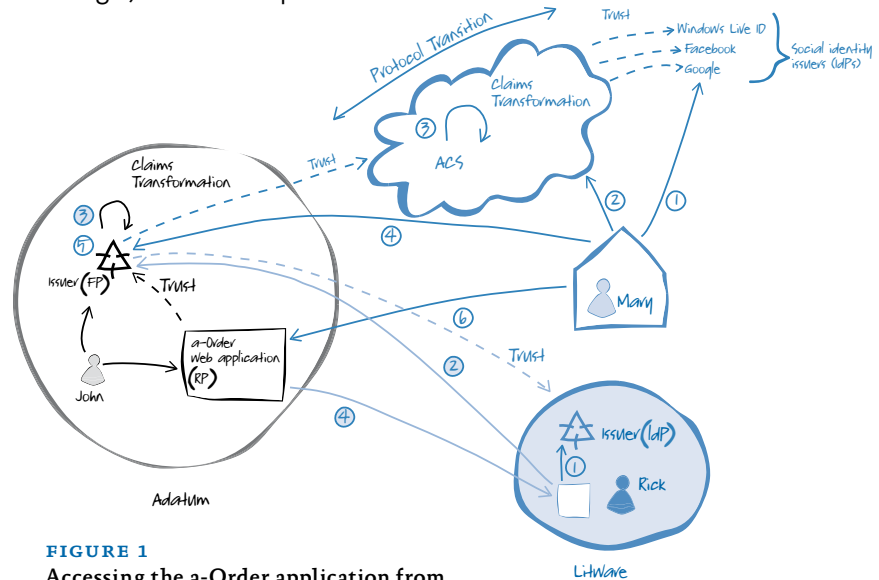 Trust
Windows Live ID
Facebook
Google
Social identity
issuers (IdPs)
Protocol Transition
Claims
Transformation
3
ACS
Trust
Claims
Transformation
3
5
Issuer (FP)
Trust
4
2
1
Mary
6
a-Order
Web application
(RP)
John
Trust
2
4
Issuer (IdP)
1
Rick
Adatum
Litware
FIGURE 1
Accessing the a-Order application from